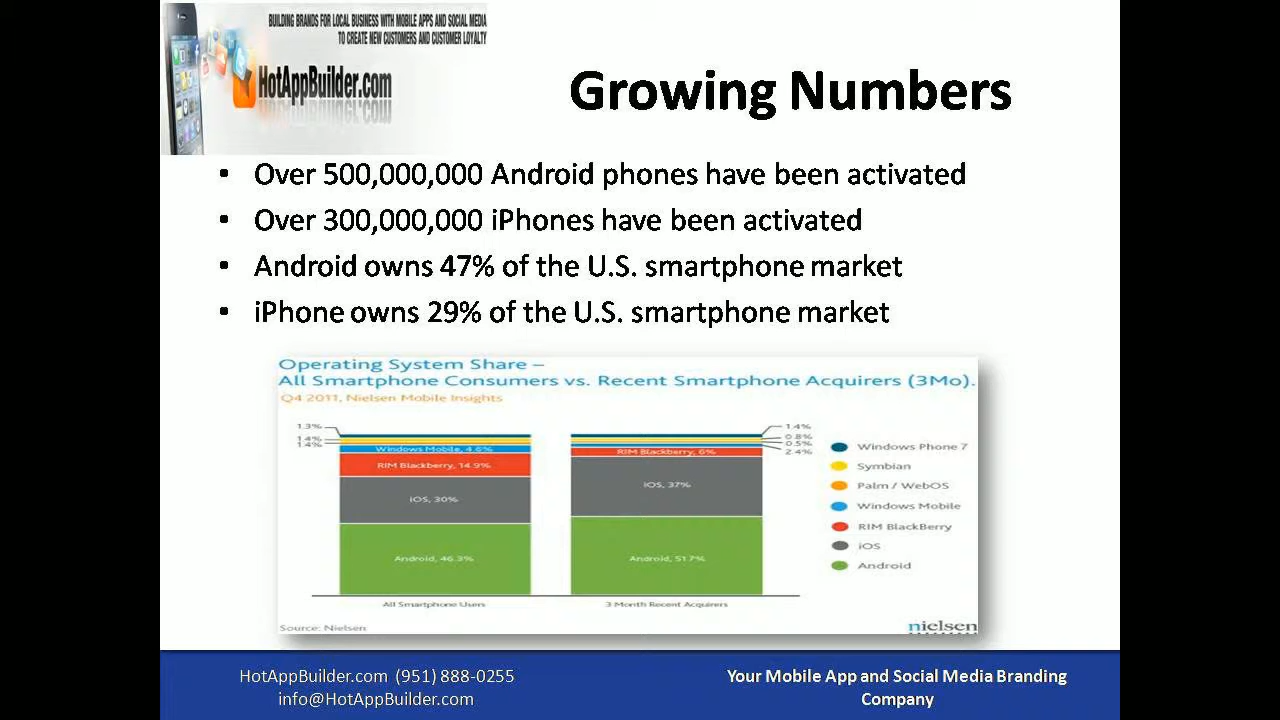 BUILDING BRANDS FOR LOCAL BUSINESS WITH MOBILE APPS AND SOCIAL MEDIA
TO CREATE NEW CUSTOMERS AND CUSTOMER LOYALTY
HotAppBuilder.com
Growing Numbers
• Over 500,000,000 Android phones have been activated
• Over 300,000,000 iPhones have been activated
• Android owns 47% of the U.S. smartphone market
• iPhone owns 29% of the U.S. smartphone market
Operating System Share –
All Smartphone Consumers vs. Recent Smartphone Acquirers (3Mo).
Q4 2011, Nielsen Mobile Insights
1.3%
1.4%
1.4%
Windows Mobile, 4.6%
RIM Blackberry, 14.9%
iOS, 30%
Android, 46.3%
All Smartphone Users
1.4%
0.8%
0.5%
2.4%
RIM Blackberry, 6%
iOS, 37%
Android, 51.7%
3 Month Recent Acquirers
Windows Phone 7
Symbian
Palm / WebOS
Windows Mobile
RIM BlackBerry
iOS
Android
Source: Nielsen
nielsen
HotAppBuilder.com (951) 888-0255
info@HotAppBuilder.com
Your Mobile App and Social Media Branding
Company